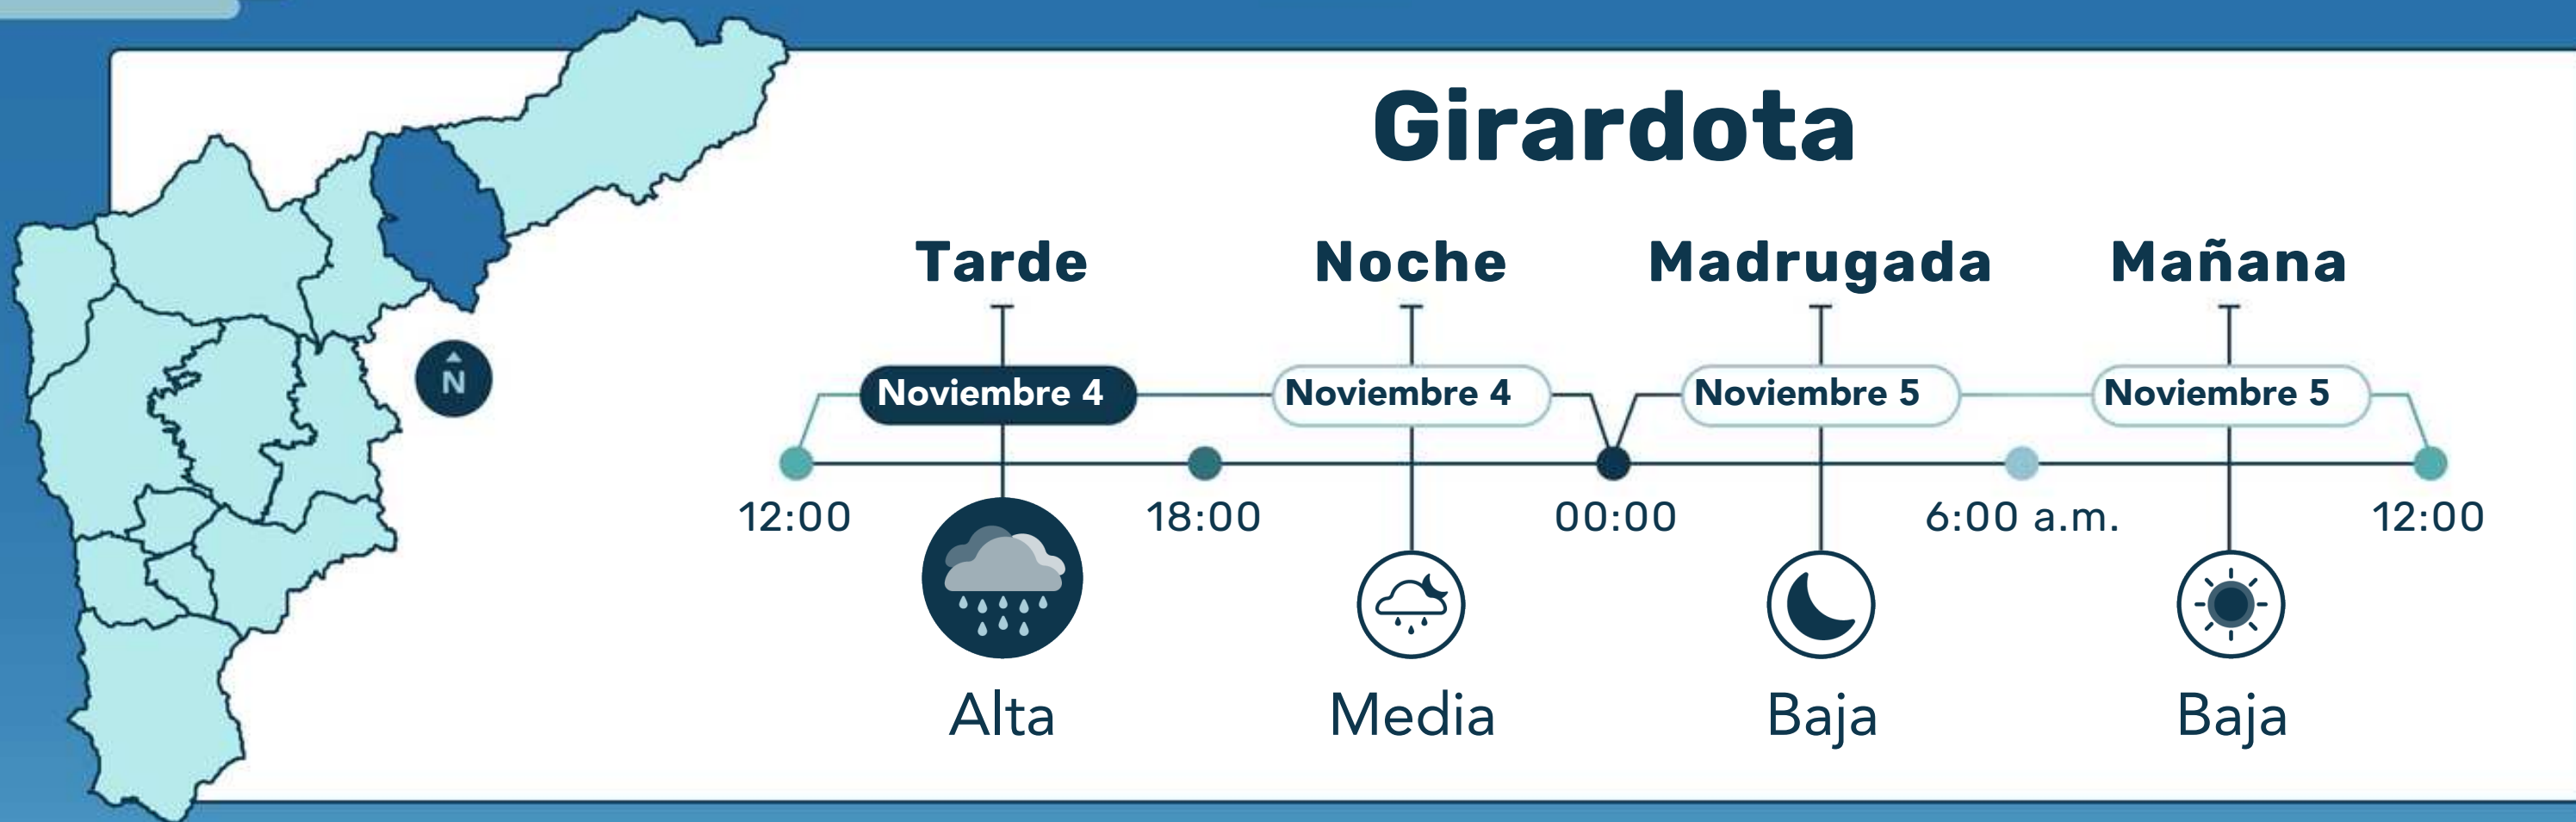 Girardota
Tarde Noche Madrugada Mañana
Noviembre 4 Noviembre 4 Noviembre 5 Noviembre 5
N
12:00 18:00 00:00 6:00 a.m. 12:00
Alta Media Baja Baja